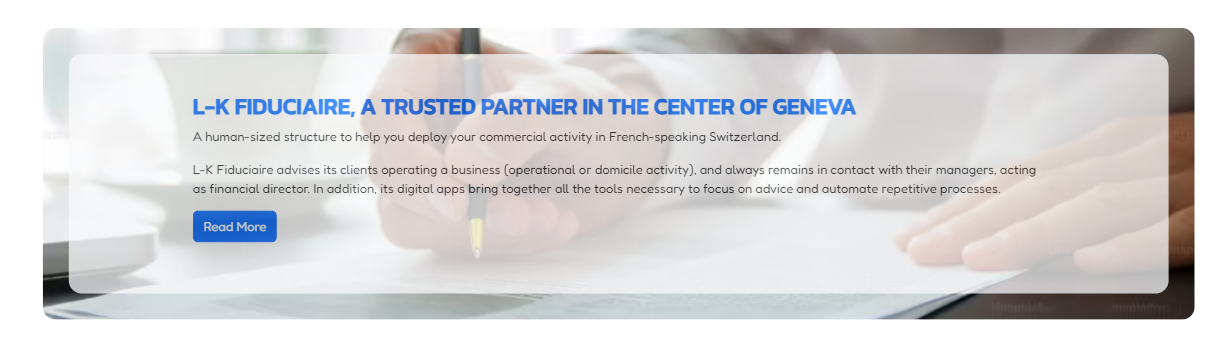 L-K FIDUCIAIRE, A TRUSTED PARTNER IN THE CENTER OF GENEVA
A human-sized structure to help you deploy your commercial activity in French-speaking Switzerland.
L-K Fiduciaire advises its clients operating a business (operational or domicile activity), and always remains in contact with their managers, acting
as financial director. In addition, its digital apps bring together all the tools necessary to focus on advice and automate repetitive processes.
Read More